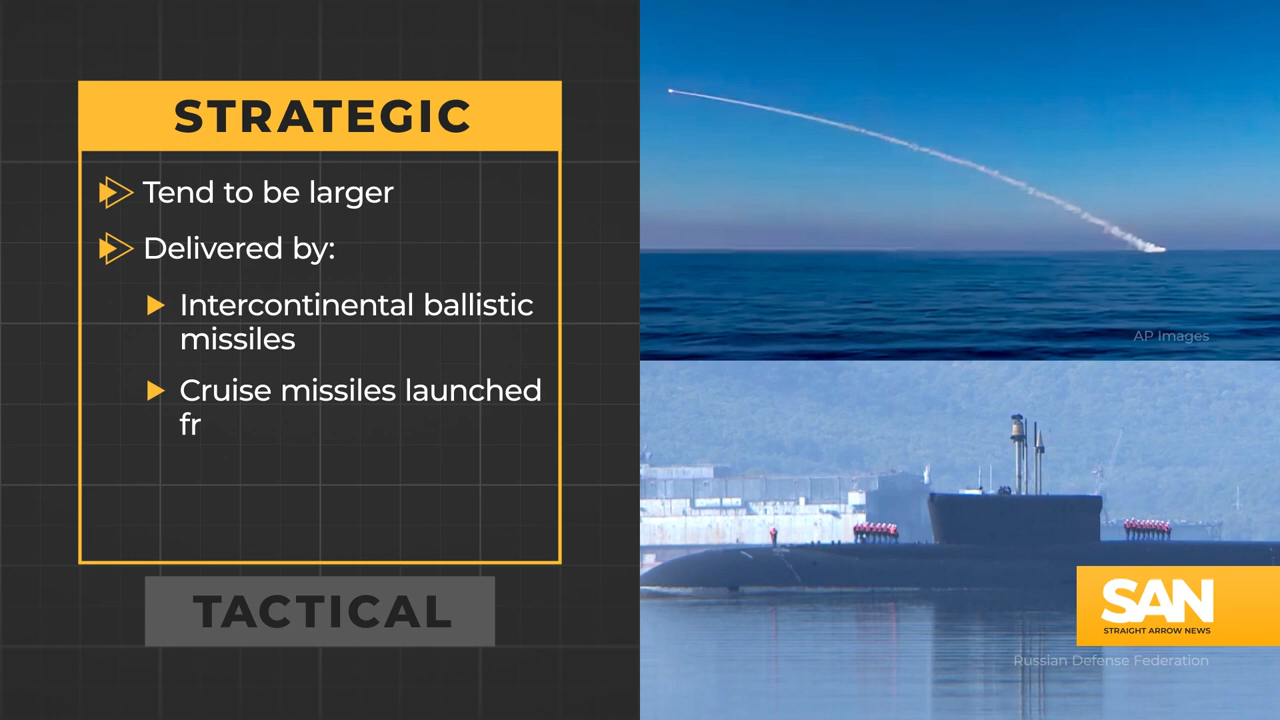 STRATEGIC
Tend to be larger
Delivered by:
Intercontinental ballistic
missiles
Cruise missiles launched
fr
TACTICAL
AP Images
SAN
STRAIGHT ARROW NEWS
Russian Defense Federation